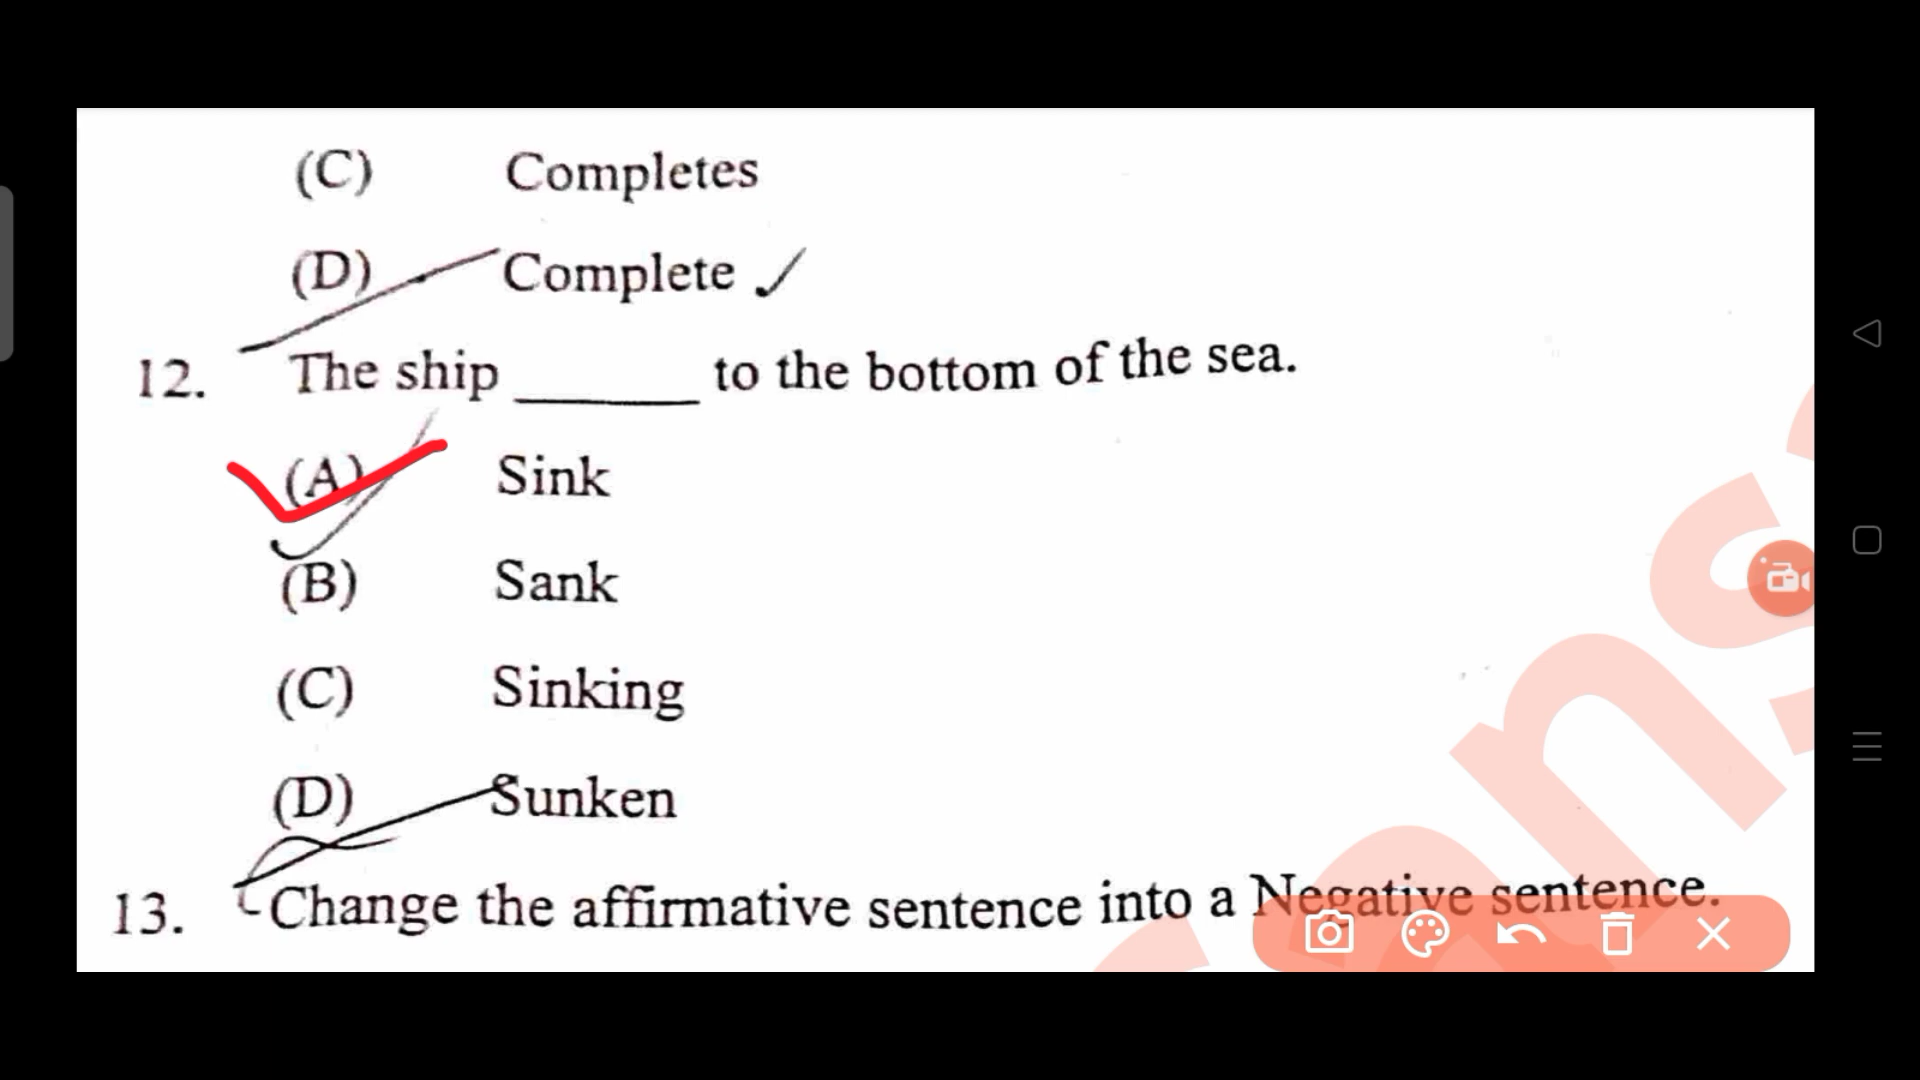 (C) Completes
(D) Complete
12. The ship ______ to the bottom of the sea.
(A) Sink
(B) Sank
(C) Sinking
(D) Sunken
13. Change the affirmative sentence into a Negative sentence.
ns